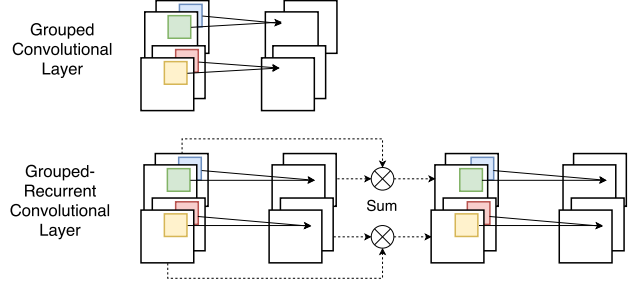 Grouped
Convolutional
Layer
Grouped-
Recurrent
Convolutional
Layer
Sum